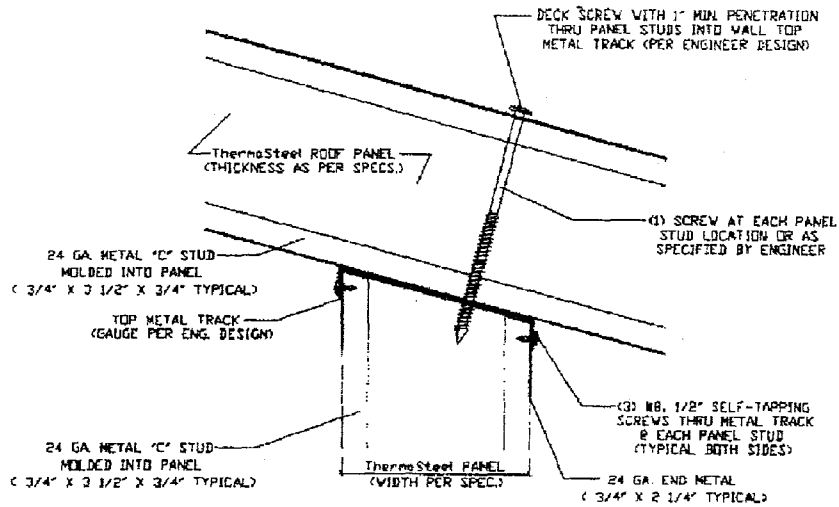 DECK SCREW WITH 1" MIN. PENETRATION
THRU PANEL STUDS INTO WALL TOP
METAL TRACK (PER ENGINEER DESIGN)
ThermaSteel ROOF PANEL
(THICKNESS AS PER SPECS.)
(1) SCREW AT EACH PANEL
STUD LOCATION OR AS
SPECIFIED BY ENGINEER
24 GA. METAL "C" STUD
MOLDED INTO PANEL
( 3/4" X 3 1/2" X 3/4" TYPICAL)
TOP METAL TRACK
(GAUGE PER ENG. DESIGN)
(3) #8, 1/2" SELF-TAPPING
SCREWS THRU METAL TRACK
@ EACH PANEL STUD
(TYPICAL BOTH SIDES)
24 GA. METAL "C" STUD
MOLDED INTO PANEL
( 3/4" X 3 1/2" X 3/4" TYPICAL)
ThermaSteel PANEL
(WIDTH PER SPEC.)
24 GA. END METAL
( 3/4" X 2 1/4" TYPICAL)